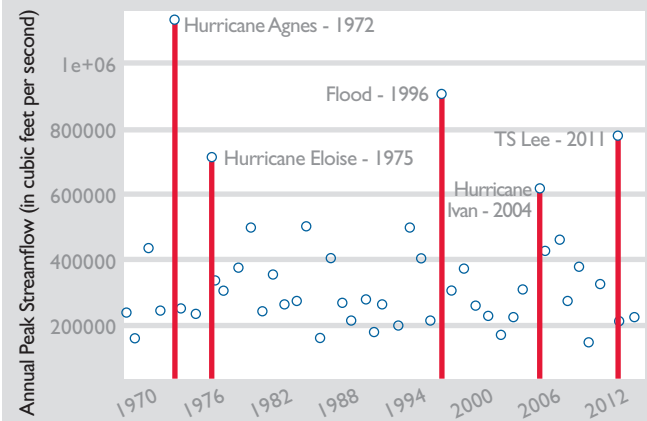 Annual Peak Streamflow (in cubic feet per second)
Hurricane Agnes - 1972
1e+06
Flood - 1996
800000
TS Lee - 2011
Hurricane Eloise - 1975
600000
Hurricane
Ivan - 2004
400000
200000
1970 1976 1982 1988 1994 2000 2006 2012